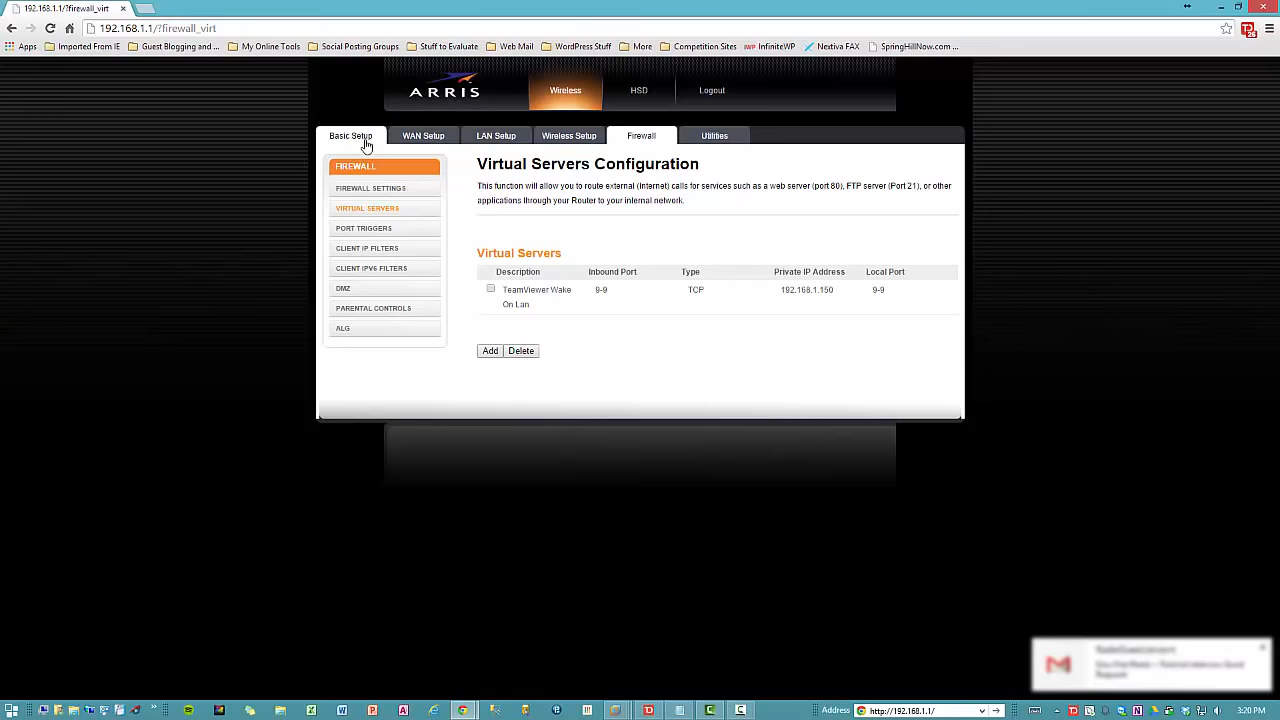 192.168.1.1/?firewall_virt
192.168.1.1/?firewall_virt
26
Apps Imported From IE Guest Blogging and ... My Online Tools Social Posting Groups Stuff to Evaluate Web Mail WordPress Stuff More Competition Sites IWP InfiniteWP Nextiva FAX SpringHillNow.com ...
ARRIS
Wireless HSD Logout
Basic Setup WAN Setup LAN Setup Wireless Setup Firewall Utilities
FIREWALL
FIREWALL SETTINGS
VIRTUAL SERVERS
PORT TRIGGERS
CLIENT IP FILTERS
CLIENT IPV6 FILTERS
DMZ
PARENTAL CONTROLS
ALG
Virtual Servers Configuration
This function will allow you to route external (Internet) calls for services such as a web server (port 80), FTP server (Port 21), or other
applications through your Router to your internal network.
Virtual Servers
Description Inbound Port Type Private IP Address Local Port
TeamViewer Wake 9-9 TCP 192.168.1.150 9-9
On Lan
Add Delete
Address http://192.168.1.1/ 3:20 PM